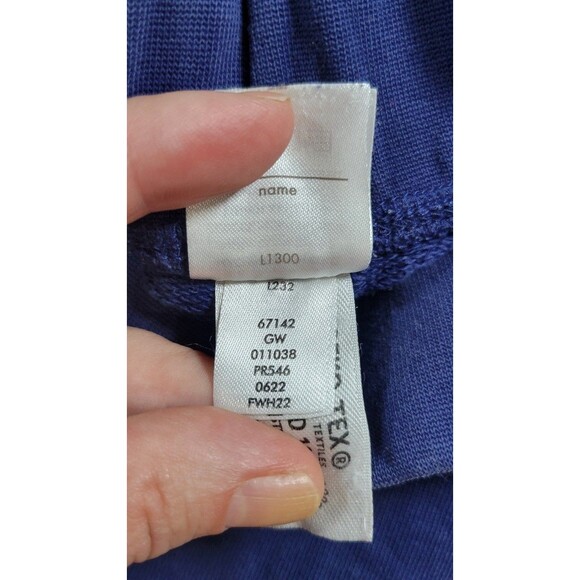 name
L1300
L232
67142
GW
011038
PR546
0622
FWH22
TEX®
TEXTILES